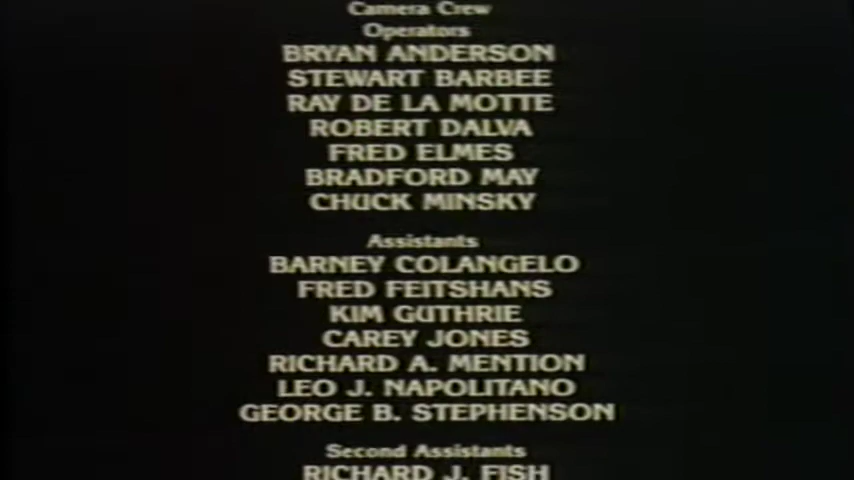 Camera Crew
Operators
BRYAN ANDERSON
STEWART BARBEE
RAY DE LA MOTTE
ROBERT DALVA
FRED ELMES
BRADFORD MAY
CHUCK MINSKY
Assistants
BARNEY COLANGELO
FRED FEITSHANS
KIM GUTHRIE
CAREY JONES
RICHARD A. MENTION
LEO J. NAPOLITANO
GEORGE B. STEPHENSON
Second Assistants
RICHARD J. FISH